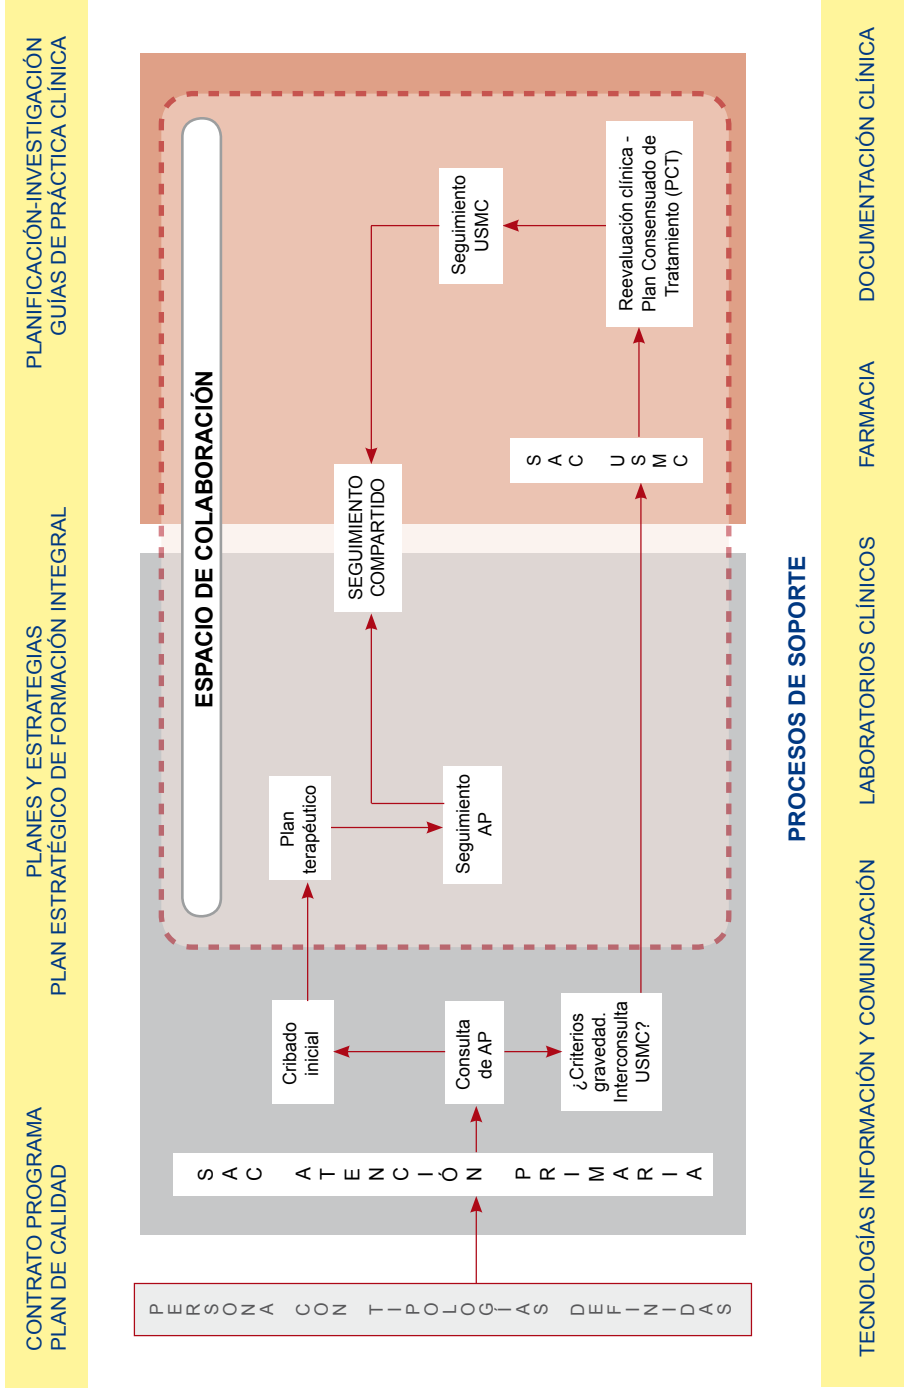 CONTRATO PROGRAMA
PLAN DE CALIDAD
PLANES Y ESTRATEGIAS
PLAN ESTRATÉGICO DE FORMACIÓN INTEGRAL
PLANIFICACIÓN-INVESTIGACIÓN
GUÍAS DE PRÁCTICA CLÍNICA
PERSONA CON TIPOLOGÍAS DEFINIDAS
SAC ATENCIÓN PRIMARIA
ESPACIO DE COLABORACIÓN
Cribado
inicial
Consulta
de AP
¿Criterios
gravedad.
Interconsulta
USMC?
Plan
terapéutico
Seguimiento
AP
SEGUIMIENTO
COMPARTIDO
SAC USMC
Seguimiento
USMC
Reevaluación clínica -
Plan Consensuado de
Tratamiento (PCT)
PROCESOS DE SOPORTE
TECNOLOGÍAS INFORMACIÓN Y COMUNICACIÓN
LABORATORIOS CLÍNICOS
FARMACIA
DOCUMENTACIÓN CLÍNICA